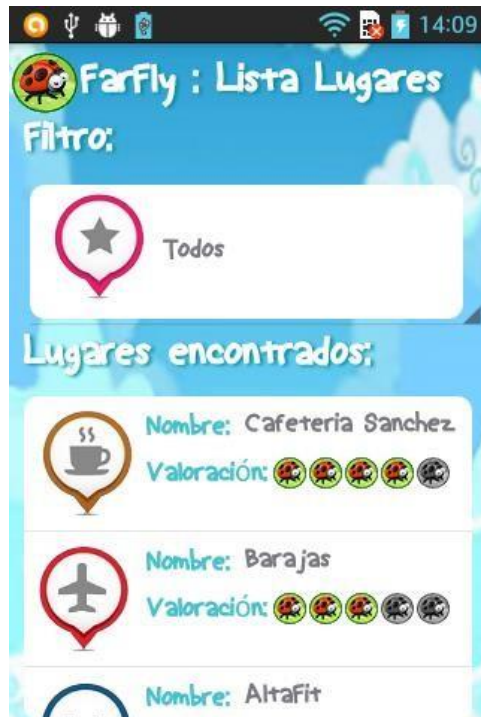 14:09
FarFly : Lista Lugares
Filtro:
Todos
Lugares encontrados:
Nombre: Cafeteria Sanchez
Valoración:
Nombre: Barajas
Valoración:
Nombre: AltaFit